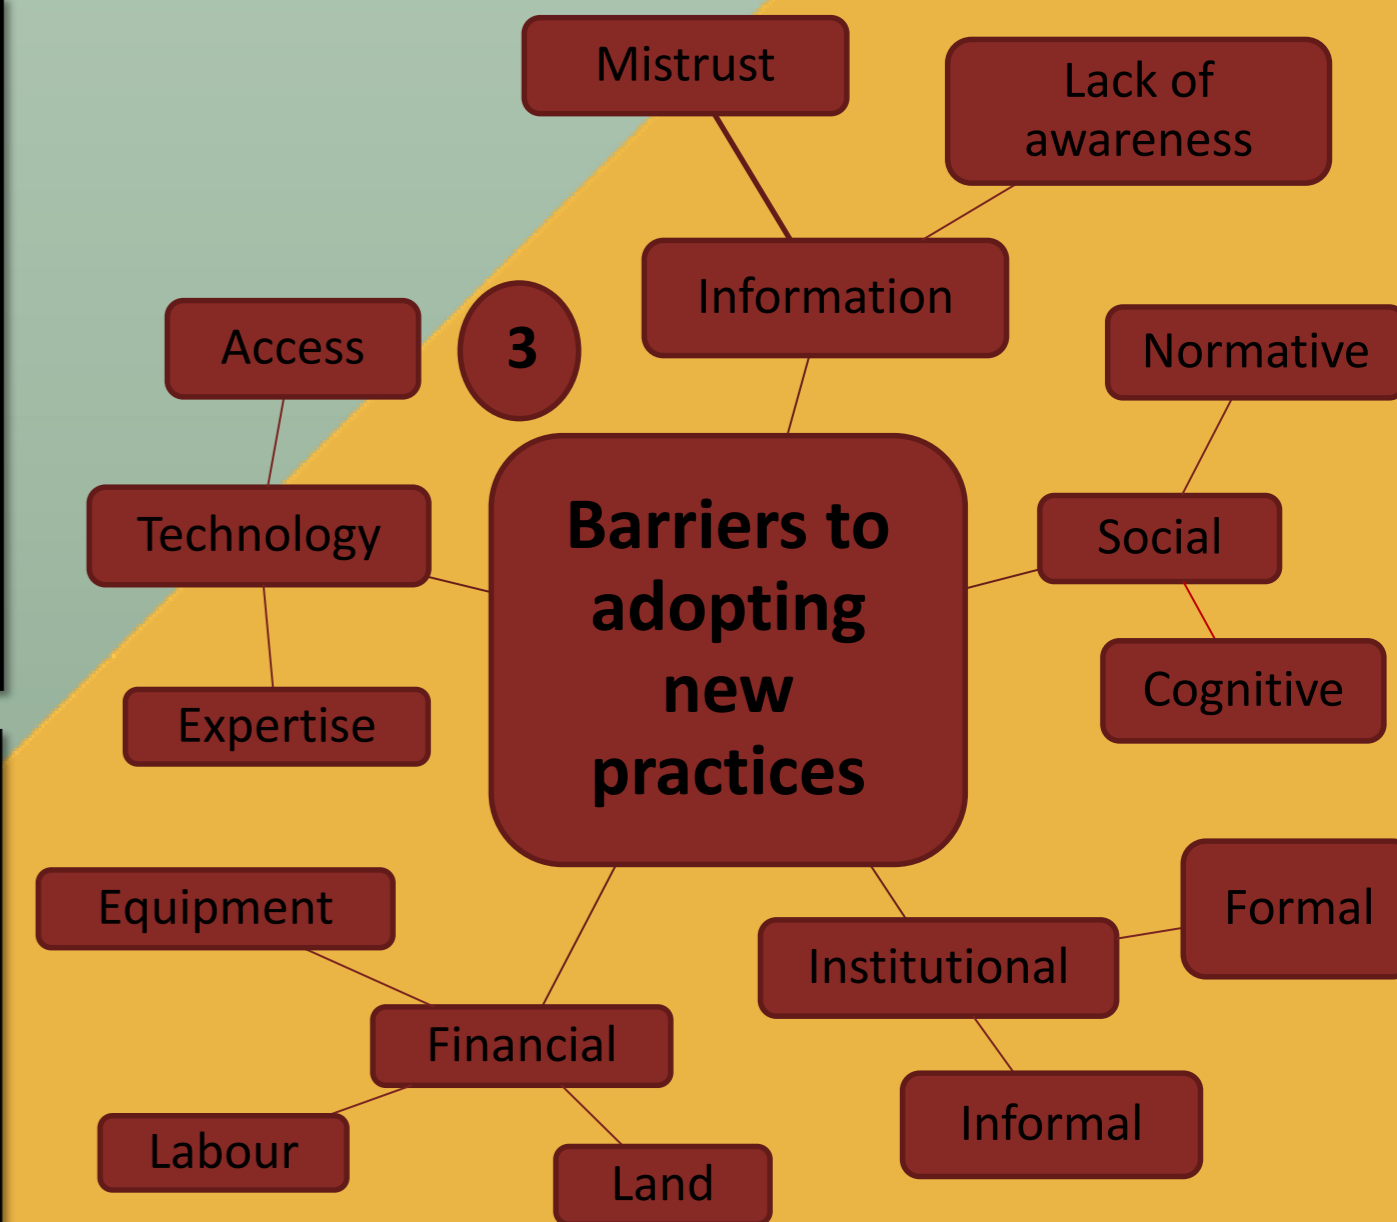 Mistrust
Lack of
awareness
Information
Access
3
Normative
Technology
Social
Barriers to
adopting
new
practices
Expertise
Cognitive
Equipment
Formal
Institutional
Financial
Informal
Labour
Land